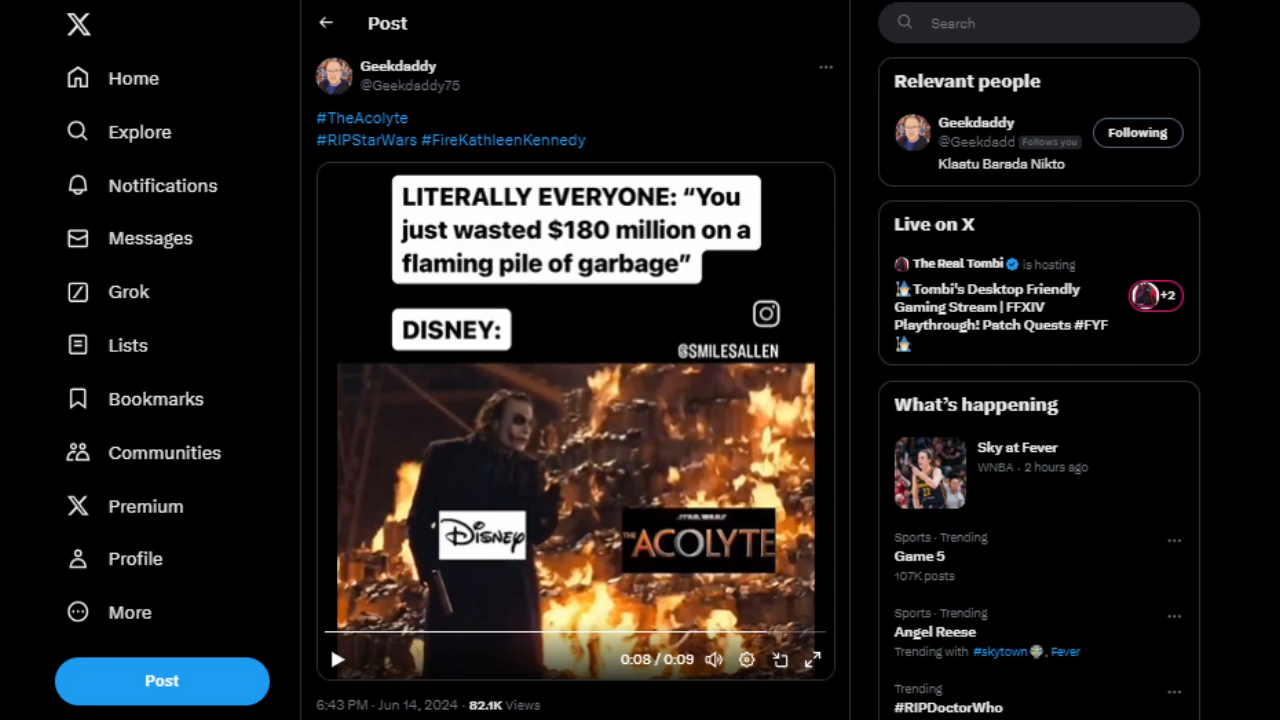 Home
Explore
Notifications
Messages
Grok
Lists
Bookmarks
Communities
Premium
Profile
More
Post
Post
Geekdaddy
@Geekdaddy75
#TheAcolyte
#RIPStarWars #FireKathleenKennedy
LITERALLY EVERYONE: “You
just wasted $180 million on a
flaming pile of garbage”
DISNEY:
@SMILESALLEN
DISNEY
STAR WARS
THE ACOLYTE
0:08 / 0:09
6:43 PM · Jun 14, 2024 · 82.1K Views
Search
Relevant people
Geekdaddy
@Geekdadd Follows you
Following
Klaatu Barada Nikto
Live on X
The Real Tombi is hosting
Tombi's Desktop Friendly
Gaming Stream | FFXIV
Playthrough! Patch Quests #FYF
+2
What’s happening
Sky at Fever
WNBA · 2 hours ago
Sports · Trending
Game 5
107K posts
Sports · Trending
Angel Reese
Trending with #skytown, Fever
Trending
#RIPDoctorWho